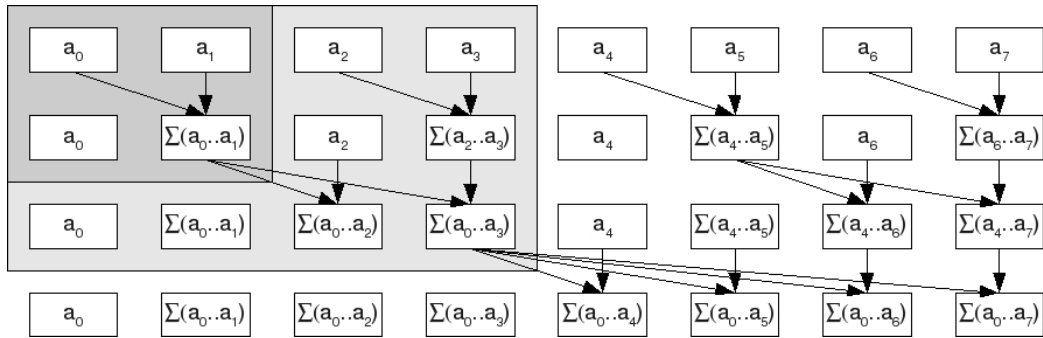 a₀ a₁ a₂ a₃ a₄ a₅ a₆ a₇
a₀ Σ(a₀..a₁) a₂ Σ(a₂..a₃) a₄ Σ(a₄..a₅) a₆ Σ(a₆..a₇)
a₀ Σ(a₀..a₁) Σ(a₀..a₂) Σ(a₀..a₃) a₄ Σ(a₄..a₅) Σ(a₄..a₆) Σ(a₄..a₇)
a₀ Σ(a₀..a₁) Σ(a₀..a₂) Σ(a₀..a₃) Σ(a₀..a₄) Σ(a₀..a₅) Σ(a₀..a₆) Σ(a₀..a₇)